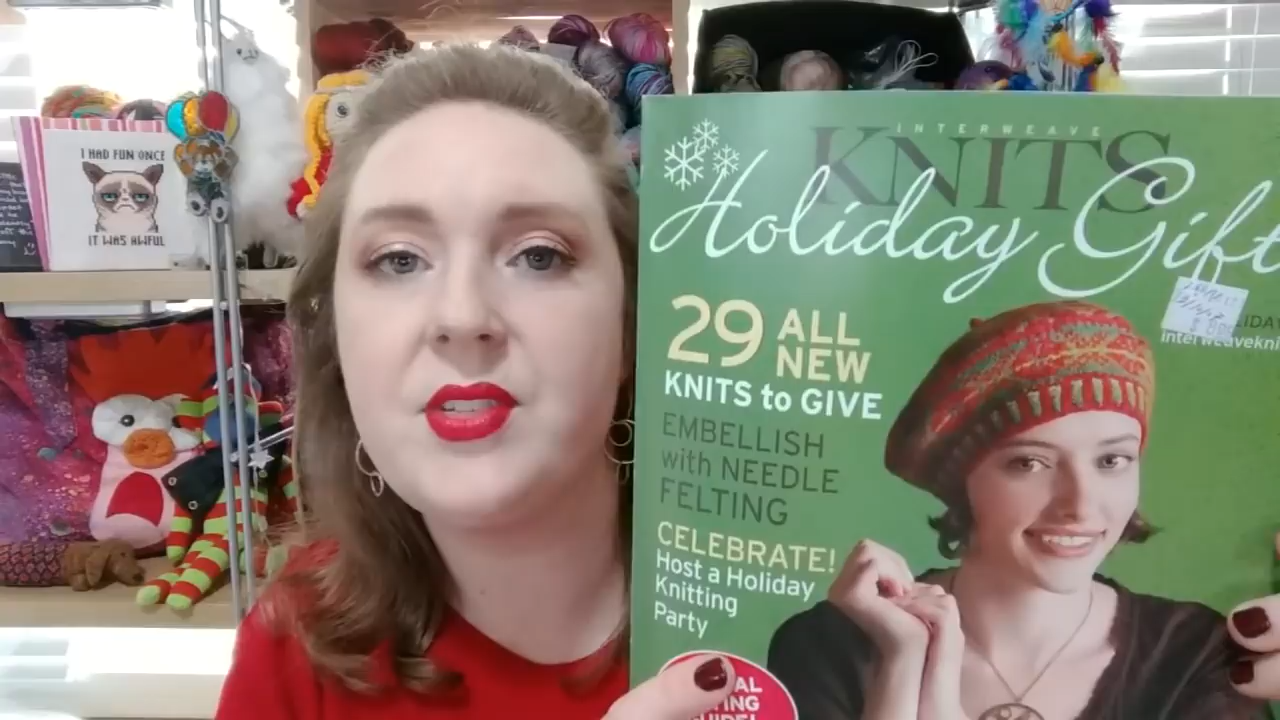 I HAD FUN ONCE
IT WAS AWFUL
INTERWEAVE
KNITS
Holiday Gift
29 ALL NEW
KNITS to GIVE
EMBELLISH
with NEEDLE
FELTING
CELEBRATE!
Host a Holiday
Knitting
Party